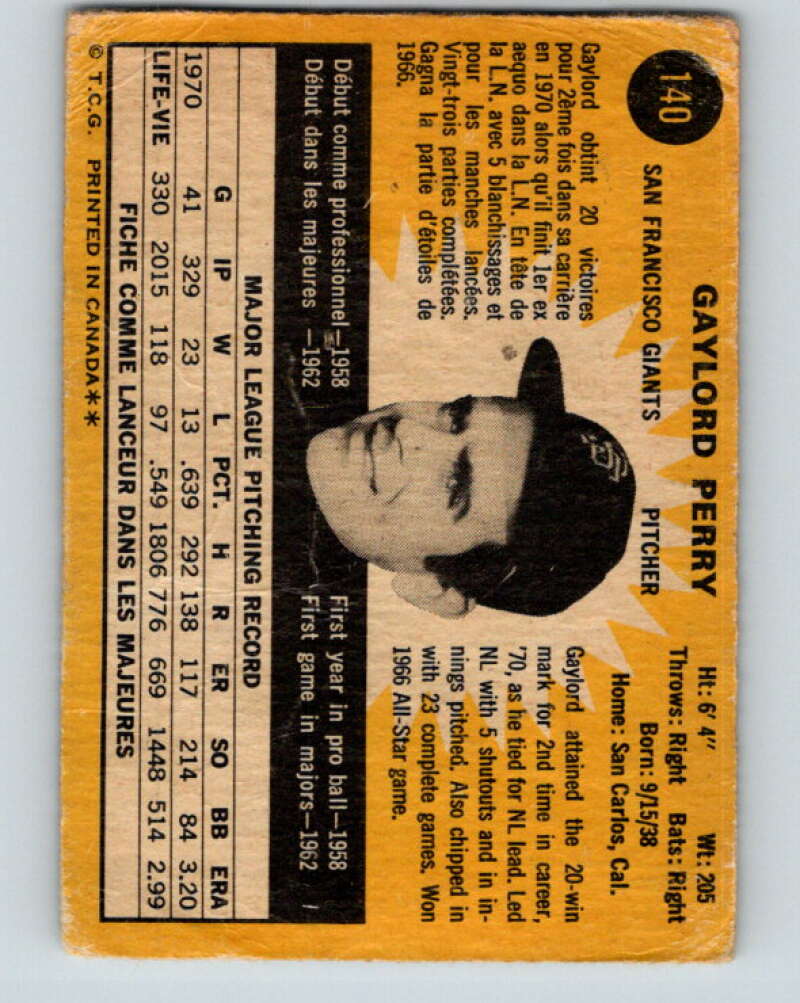 140
GAYLORD PERRY
SAN FRANCISCO GIANTS PITCHER
Ht: 6' 4" Wt: 205
Throws: Right Bats: Right
Born: 9/15/38
Home: San Carlos, Cal.
Gaylord obtint 20 victoires
pour 2ème fois dans sa carrière
en 1970 alors qu'il finit 1er ex
aequo dans la L.N. En tête de
la L.N. avec 5 blanchissages et
pour les manches lancées.
Vingt-trois parties complétées.
Gagna la partie d'étoiles de
1966.
SF
Gaylord attained the 20-win
mark for 2nd time in career,
'70, as he tied for NL lead. Led
NL with 5 shutouts and in in-
nings pitched. Also chipped in
with 23 complete games. Won
1966 All-Star game.
Début comme professionnel—1958
Début dans les majeures —1962
First year in pro ball—1958
First game in majors—1962
MAJOR LEAGUE PITCHING RECORD
G IP W L PCT. H R ER SO BB ERA
1970 41 329 23 13 .639 292 138 117 214 84 3.20
LIFE-VIE 330 2015 118 97 .549 1806 776 669 1448 514 2.99
FICHE COMME LANCEUR DANS LES MAJEURES
© T.C.G. PRINTED IN CANADA**